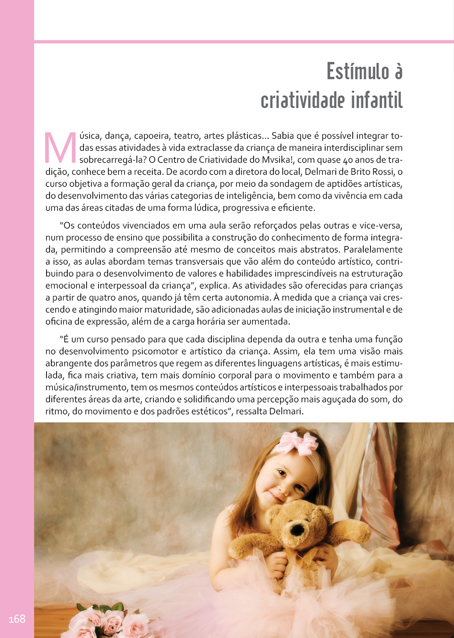 Estímulo à
criatividade infantil
Música, dança, capoeira, teatro, artes plásticas... Sabia que é possível integrar to-
das essas atividades à vida extraclasse da criança de maneira interdisciplinar sem
sobrecarregá-la? O Centro de Criatividade do Mvsika!, com quase 40 anos de tra-
dição, conhece bem a receita. De acordo com a diretora do local, Delmari de Brito Rossi, o
curso objetiva a formação geral da criança, por meio da sondagem de aptidões artísticas,
do desenvolvimento das várias categorias de inteligência, bem como da vivência em cada
uma das áreas citadas de uma forma lúdica, progressiva e eficiente.
"Os conteúdos vivenciados em uma aula serão reforçados pelas outras e vice-versa,
num processo de ensino que possibilita a construção do conhecimento de forma integra-
da, permitindo a compreensão até mesmo de conceitos mais abstratos. Paralelamente
a isso, as aulas abordam temas transversais que vão além do conteúdo artístico, contri-
buindo para o desenvolvimento de valores e habilidades imprescindíveis na estruturação
emocional e interpessoal da criança", explica. As atividades são oferecidas para crianças
a partir de quatro anos, quando já têm certa autonomia. À medida que a criança vai cres-
cendo e atingindo maior maturidade, são adicionadas aulas de iniciação instrumental e de
oficina de expressão, além de a carga horária ser aumentada.
"É um curso pensado para que cada disciplina dependa da outra e tenha uma função
no desenvolvimento psicomotor e artístico da criança. Assim, ela tem uma visão mais
abrangente dos parâmetros que regem as diferentes linguagens artísticas, é mais estimu-
lada, fica mais criativa, tem mais domínio corporal para o movimento e também para a
música/instrumento, tem os mesmos conteúdos artísticos e interpessoais trabalhados por
diferentes áreas da arte, criando e solidificando uma percepção mais aguçada do som, do
ritmo, do movimento e dos padrões estéticos", ressalta Delmari.
168